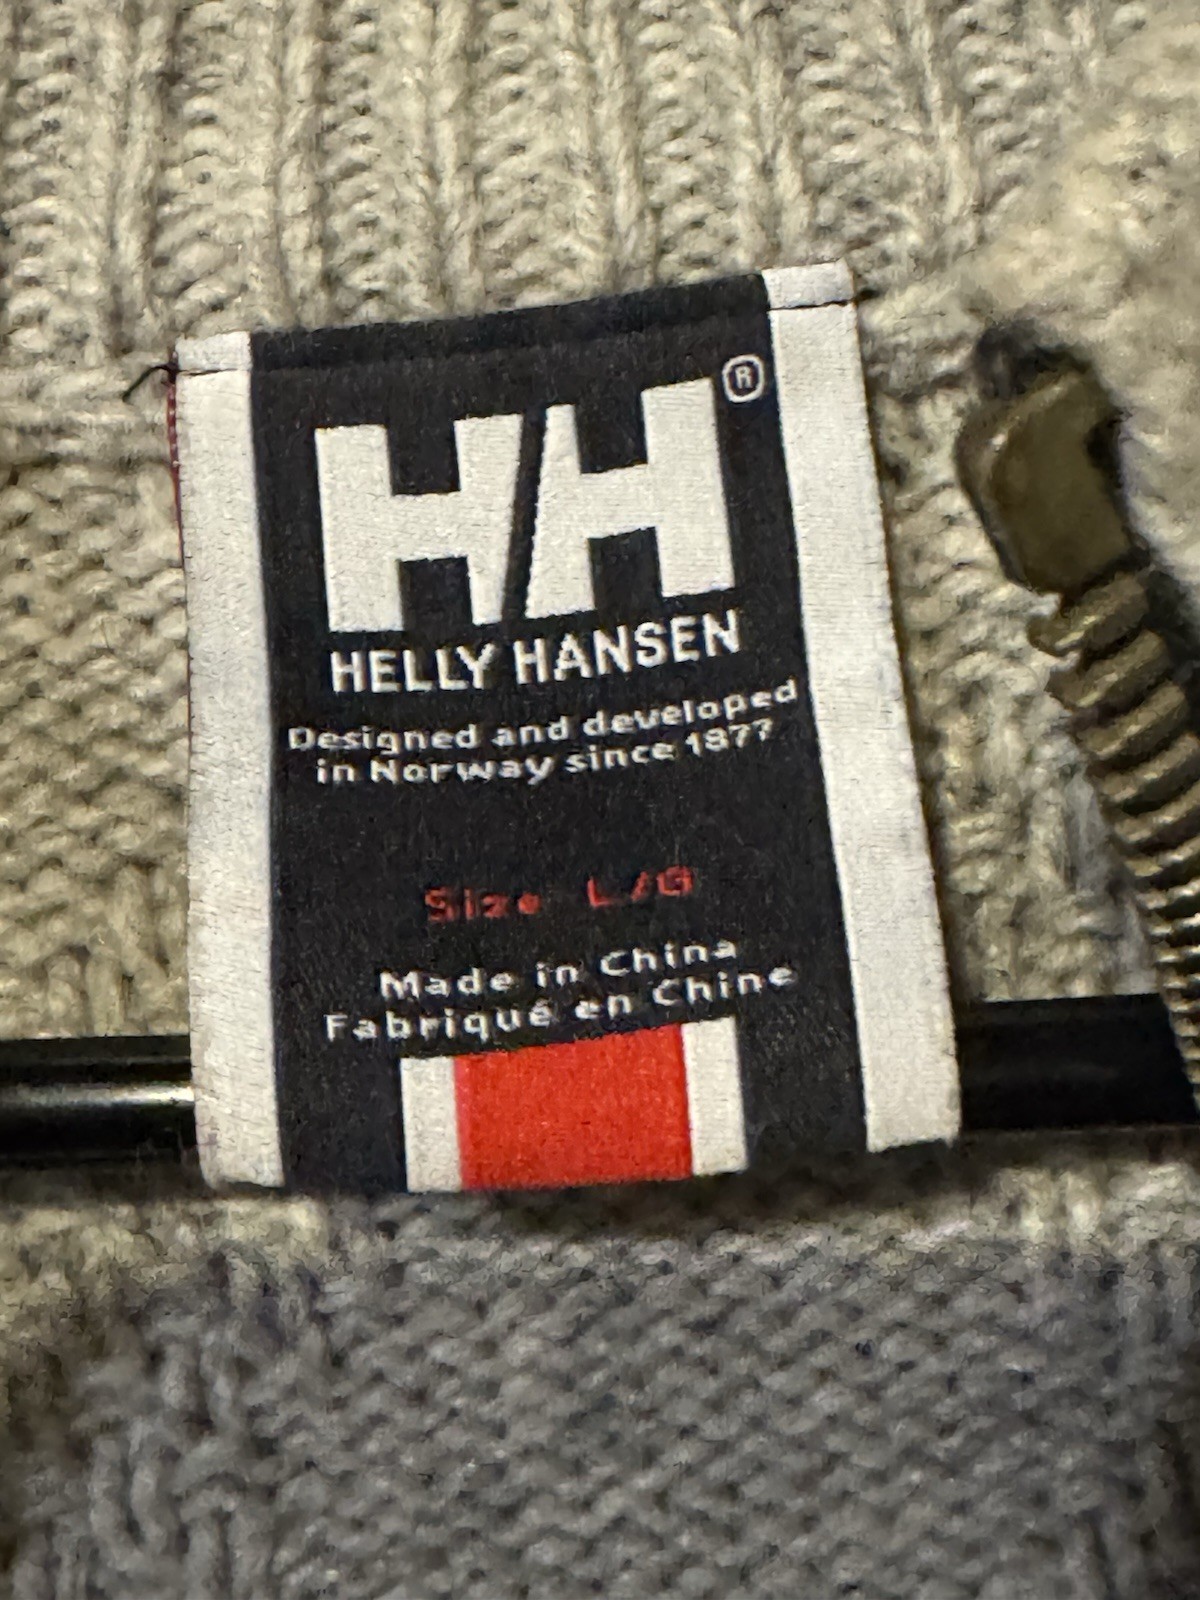 HH®
HELLY HANSEN
Designed and developed
in Norway since 1877
Size L/G
Made in China
Fabriqué en Chine